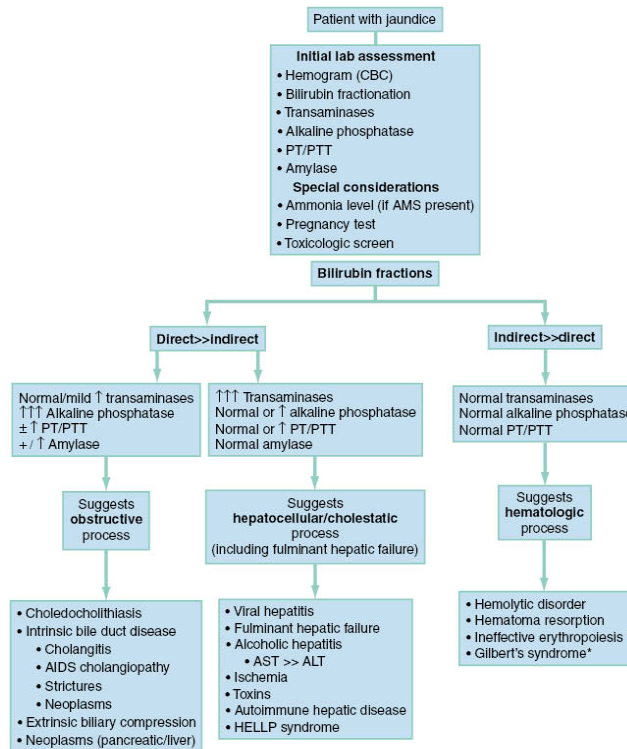 Patient with jaundice
Initial lab assessment
• Hemogram (CBC)
• Bilirubin fractionation
• Transaminases
• Alkaline phosphatase
• PT/PTT
• Amylase
Special considerations
• Ammonia level (if AMS present)
• Pregnancy test
• Toxicologic screen
Bilirubin fractions
Direct>>indirect
Indirect>>direct
Normal/mild ↑ transaminases
↑↑↑ Alkaline phosphatase
± ↑ PT/PTT
+/↑ Amylase
↑↑↑ Transaminases
Normal or ↑ alkaline phosphatase
Normal or ↑ PT/PTT
Normal amylase
Normal transaminases
Normal alkaline phosphatase
Normal PT/PTT
Suggests
obstructive
process
Suggests
hepatocellular/cholestatic
process
(including fulminant hepatic failure)
Suggests
hematologic
process
• Choledocholithiasis
• Intrinsic bile duct disease
• Cholangitis
• AIDS cholangiopathy
• Strictures
• Neoplasms
• Extrinsic biliary compression
• Neoplasms (pancreatic/liver)
• Viral hepatitis
• Fulminant hepatic failure
• Alcoholic hepatitis
• AST >> ALT
• Ischemia
• Toxins
• Autoimmune hepatic disease
• HELLP syndrome
• Hemolytic disorder
• Hematoma resorption
• Ineffective erythropoiesis
• Gilbert's syndrome*